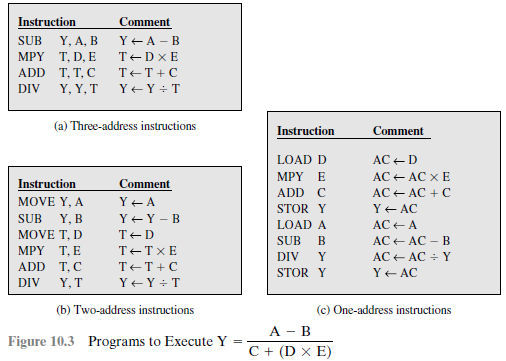 Instruction Comment
SUB Y, A, B Y ← A − B
MPY T, D, E T ← D × E
ADD T, T, C T ← T + C
DIV Y, Y, T Y ← Y ÷ T
(a) Three-address instructions
Instruction Comment
MOVE Y, A Y ← A
SUB Y, B Y ← Y − B
MOVE T, D T ← D
MPY T, E T ← T × E
ADD T, C T ← T + C
DIV Y, T Y ← Y ÷ T
(b) Two-address instructions
Instruction Comment
LOAD D AC ← D
MPY E AC ← AC × E
ADD C AC ← AC + C
STOR Y Y ← AC
LOAD A AC ← A
SUB B AC ← AC − B
DIV Y AC ← AC ÷ Y
STOR Y Y ← AC
(c) One-address instructions
A − B
Figure 10.3 Programs to Execute Y =
C + (D × E)